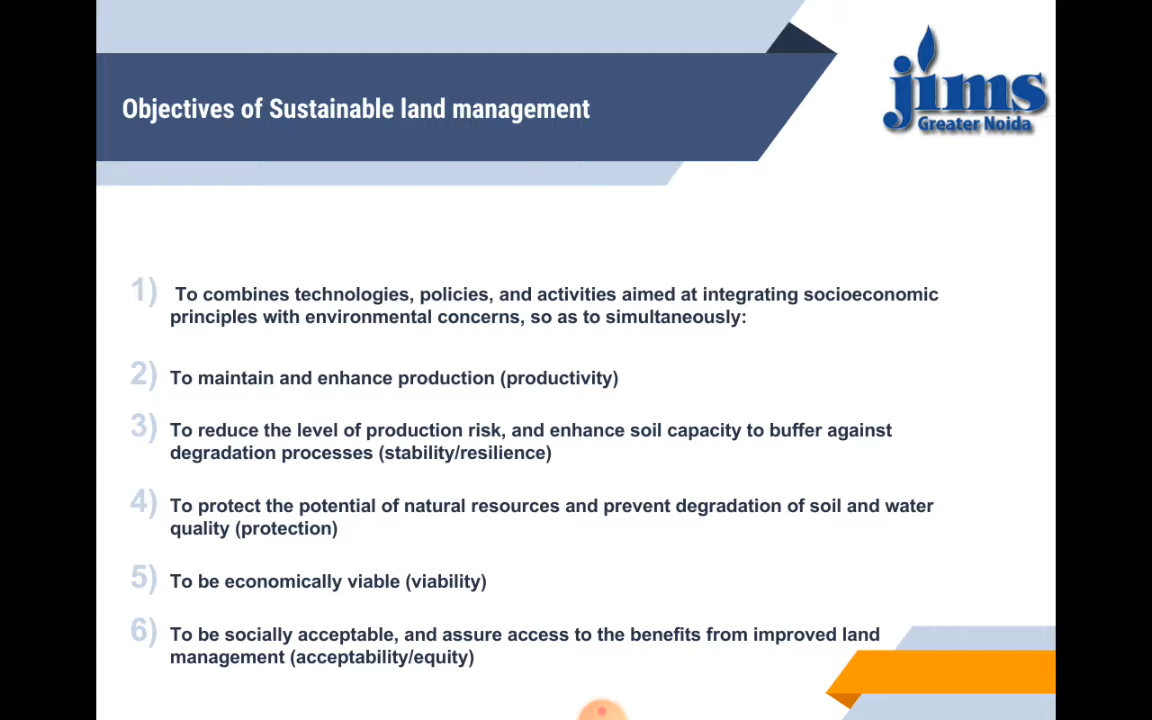 Objectives of Sustainable land management
jims
Greater Noida
1) To combines technologies, policies, and activities aimed at integrating socioeconomic
principles with environmental concerns, so as to simultaneously:
2) To maintain and enhance production (productivity)
3) To reduce the level of production risk, and enhance soil capacity to buffer against
degradation processes (stability/resilience)
4) To protect the potential of natural resources and prevent degradation of soil and water
quality (protection)
5) To be economically viable (viability)
6) To be socially acceptable, and assure access to the benefits from improved land
management (acceptability/equity)